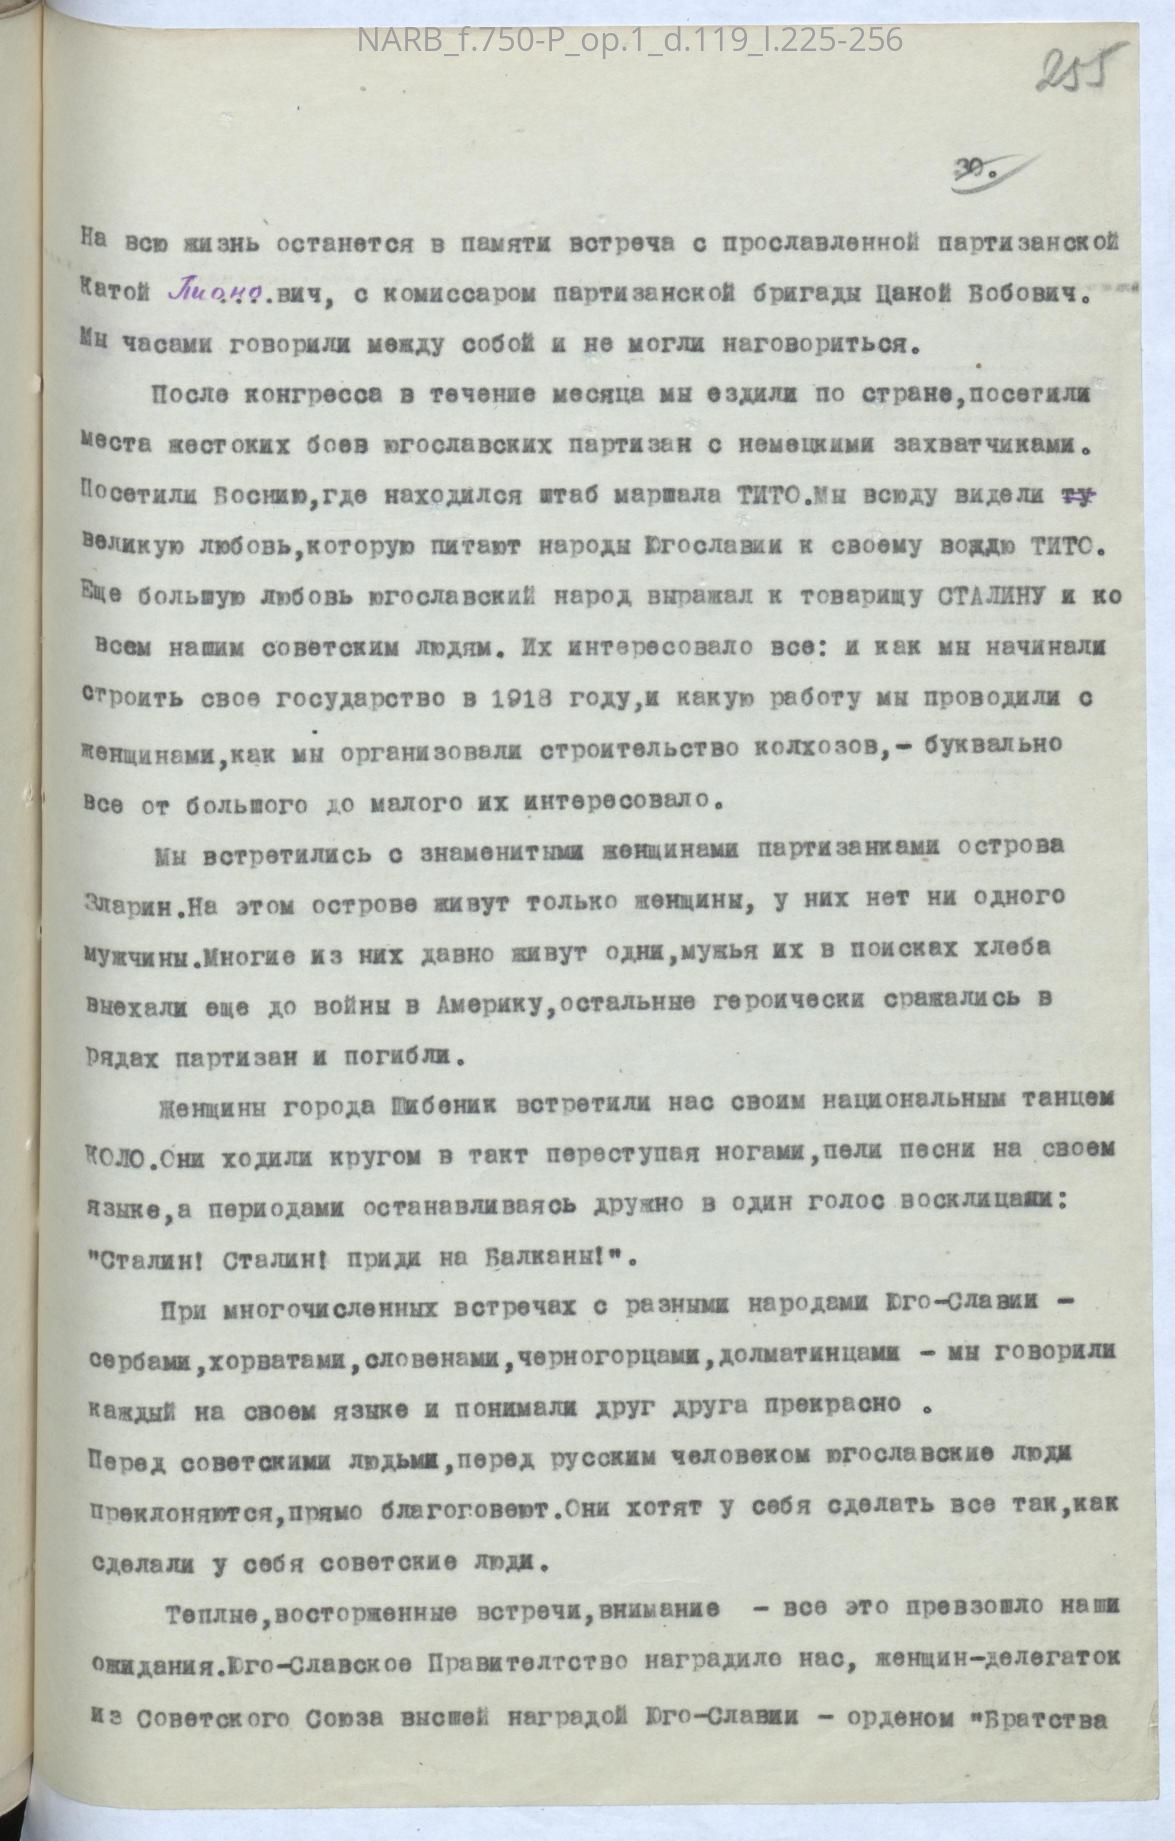 NARB_f.750-P_op.1_d.119_l.225-256
255
30.
На всю жизнь останется в памяти встреча с прославленной партизанской
Катой Пионо.вич, с комиссаром партизанской бригады Цаной Бобович.
Мы часами говорили между собой и не могли наговориться.
После конгресса в течение месяца мы ездили по стране,посетили
места жестоких боев югославских партизан с немецкими захватчиками.
Посетили Боснию,где находился штаб маршала ТИТО.Мы всюду видели ту
великую любовь,которую питают народы Югославии к своему вождю ТИТО.
Еще большую любовь югославский народ выражал к товарищу СТАЛИНУ и ко
всем нашим советским людям. Их интересовало все: и как мы начинали
строить свое государство в 1918 году,и какую работу мы проводили с
женщинами,как мы организовали строительство колхозов,- буквально
все от большого до малого их интересовало.
Мы встретились с знаменитыми женщинами партизанками острова
Зларин.На этом острове живут только женщины, у них нет ни одного
мужчины.Многие из них давно живут одни,мужья их в поисках хлеба
выехали еще до войны в Америку,остальные героически сражались в
рядах партизан и погибли.
Женщины города Шибеник встретили нас своим национальным танцем
КОЛО.Они ходили кругом в такт переступая ногами,пели песни на своем
языке,а периодами останавливаясь дружно в один голос восклицали:
"Сталин! Сталин! приди на Балканы!".
При многочисленных встречах с разными народами Юго-Славии -
сербами,хорватами,словенами,черногорцами,долматинцами - мы говорили
каждый на своем языке и понимали друг друга прекрасно .
Перед советскими людьми,перед русским человеком югославские люди
преклоняются,прямо благоговеют.Они хотят у себя сделать все так,как
сделали у себя советские люди.
Теплые,восторженные встречи,внимание - все это превзошло наши
ожидания.Юго-Славское Правителтство наградило нас, женщин-делегаток
из Советского Союза высшей наградой Юго-Славии - орденом "Братства